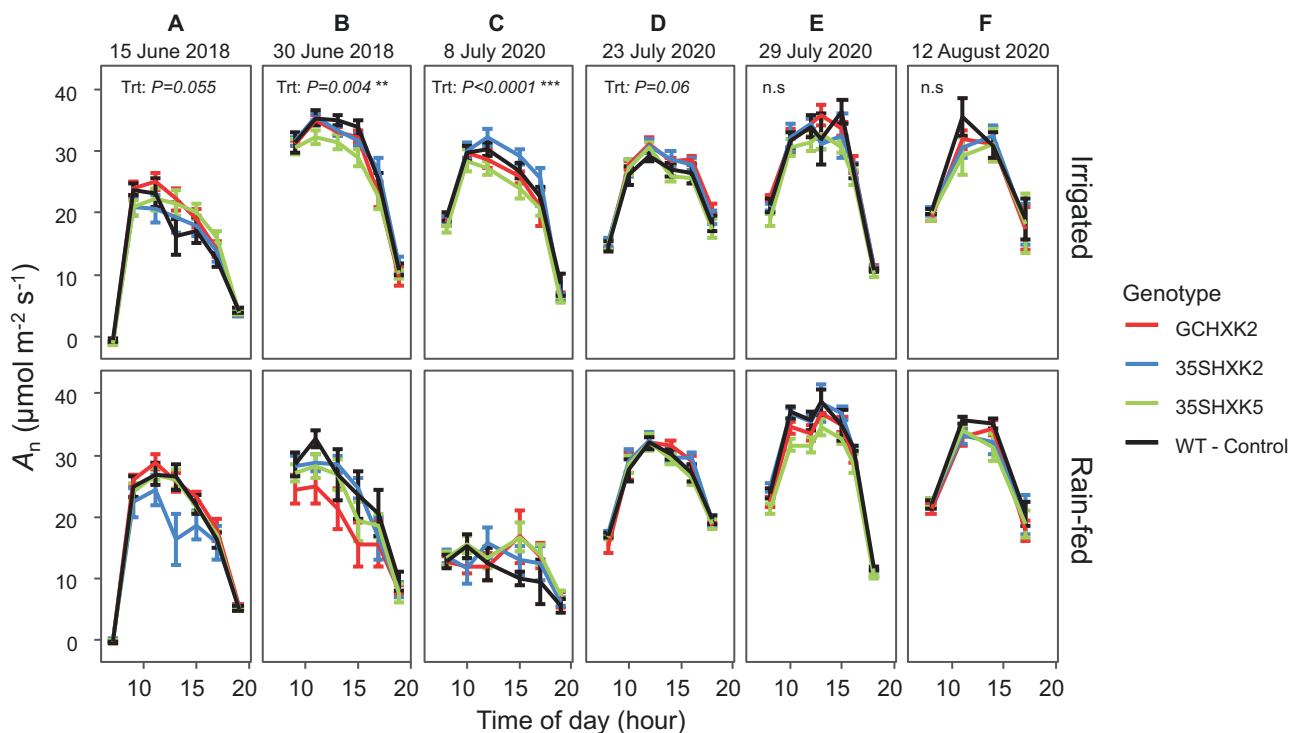 A B C D E F
15 June 2018 30 June 2018 8 July 2020 23 July 2020 29 July 2020 12 August 2020
Trt: P=0.055 Trt: P=0.004 ** Trt: P<0.0001 *** Trt: P=0.06 n.s n.s
40
30
20
10
0
Irrigated
40
30
20
10
0
Rain-fed
An (µmol m-2 s-1)
10 15 20 10 15 20 10 15 20 10 15 20 10 15 20 10 15 20
Time of day (hour)
Genotype
GCHXK2
35SHXK2
35SHXK5
WT - Control